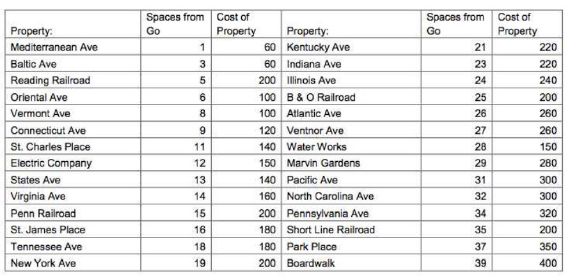 Property: Spaces from Go Cost of Property Property: Spaces from Go Cost of Property
Mediterranean Ave 1 60 Kentucky Ave 21 220
Baltic Ave 3 60 Indiana Ave 23 220
Reading Railroad 5 200 Illinois Ave 24 240
Oriental Ave 6 100 B & O Railroad 25 200
Vermont Ave 8 100 Atlantic Ave 26 260
Connecticut Ave 9 120 Ventnor Ave 27 260
St. Charles Place 11 140 Water Works 28 150
Electric Company 12 150 Marvin Gardens 29 280
States Ave 13 140 Pacific Ave 31 300
Virginia Ave 14 160 North Carolina Ave 32 300
Penn Railroad 15 200 Pennsylvania Ave 34 320
St. James Place 16 180 Short Line Railroad 35 200
Tennessee Ave 18 180 Park Place 37 350
New York Ave 19 200 Boardwalk 39 400